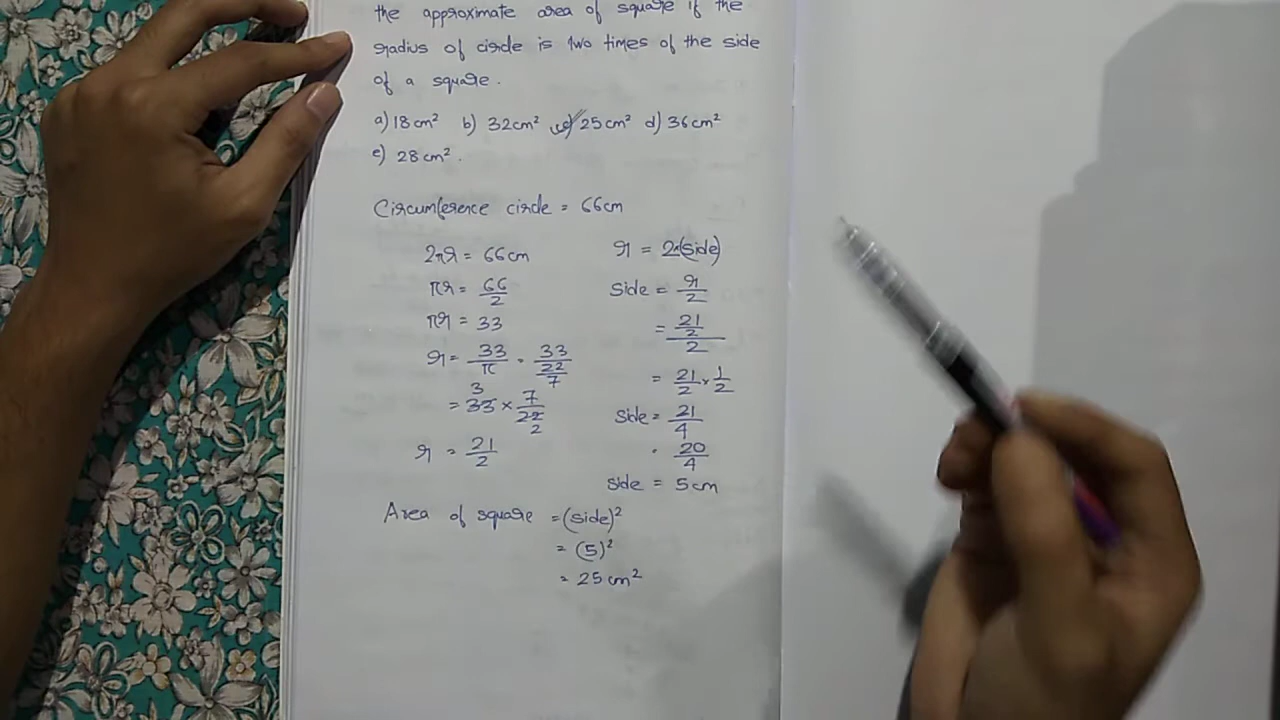 the approximate area of square if the
radius of circle is two times of the side
of a square.
a) 18 cm² b) 32 cm² c) 25 cm² d) 36 cm²
e) 28 cm².
Circumference circle = 66cm
2πr = 66cm
πr = 66/2
πr = 33
r = 33/π = 33/(22/7)
= 33 3 × 7/22 2
r = 21/2
r = 2(side)
side = r/2
= (21/2)/2
= 21/2 × 1/2
side = 21/4
= 20/4
side = 5cm
Area of square = (side)²
= (5)²
= 25 cm²